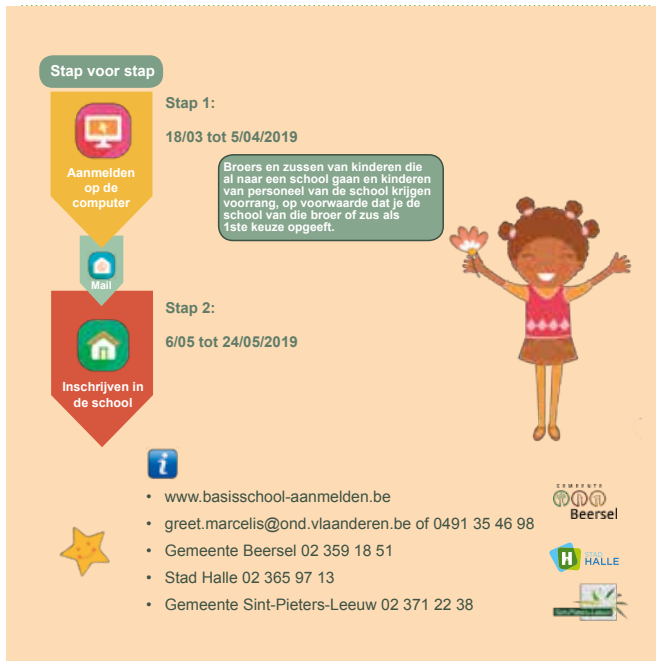 Stap voor stap
Stap 1:
18/03 tot 5/04/2019
Aanmelden
op de
computer
Broers en zussen van kinderen die
al naar een school gaan en kinderen
van personeel van de school krijgen
voorrang, op voorwaarde dat je de
school van die broer of zus als
1ste keuze opgeeft.
Mail
Stap 2:
6/05 tot 24/05/2019
Inschrijven in
de school
i
• www.basisschool-aanmelden.be
• greet.marcelis@ond.vlaanderen.be of 0491 35 46 98
• Gemeente Beersel 02 359 18 51
• Stad Halle 02 365 97 13
• Gemeente Sint-Pieters-Leeuw 02 371 22 38
GEMEENTE
Beersel
H
STAD
HALLE
Sint-Pieters-Leeuw